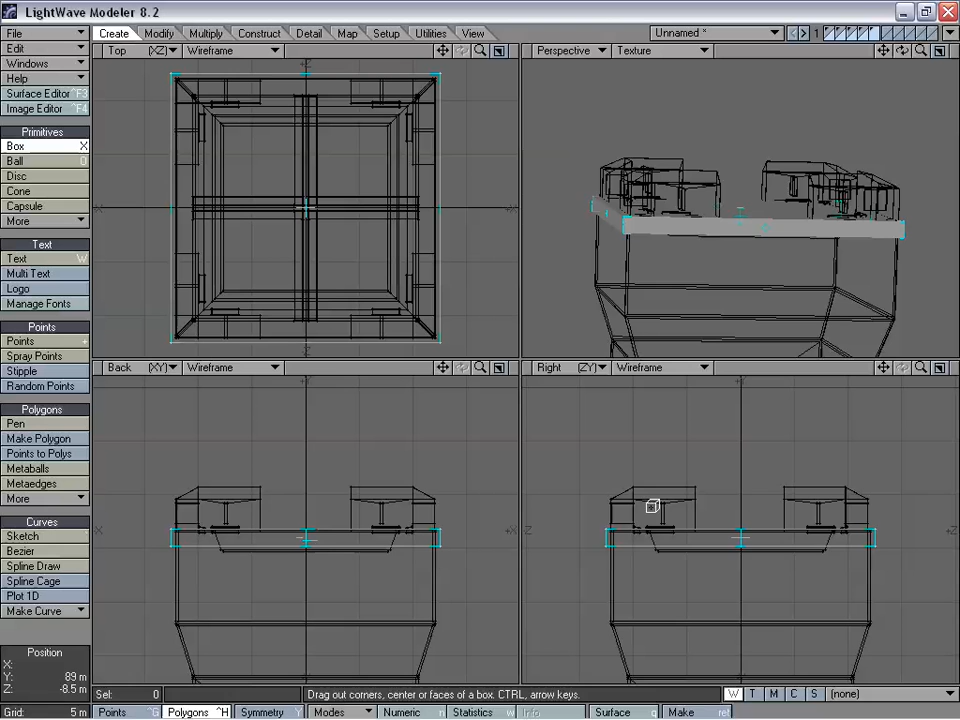 LightWave Modeler 8.2
File Create Modify Multiply Construct Detail Map Setup Utilities View Unnamed * 1
Edit Top (XZ) Wireframe Perspective Texture
Windows
Help
Surface Editor ^F3
Image Editor ^F4
Primitives
Box X
Ball O
Disc
Cone
Capsule
More
Text
Text W
Multi Text
Logo
Manage Fonts
Points
Points +
Spray Points
Stipple
Random Points
Back (XY) Wireframe Right (ZY) Wireframe
Polygons
Pen
Make Polygon
Points to Polys
Metaballs
Metaedges
More
Curves
Sketch
Bezier
Spline Draw
Spline Cage
Plot 1D
Make Curve
Position
X:
Y: 89 m
Z: -8.5 m
Sel: 0 Drag out corners, center or faces of a box. CTRL, arrow keys. W T M C S (none)
Grid: 5 m Points ^G Polygons ^H Symmetry Y Modes Numeric n Statistics w Info i Surface q Make ret